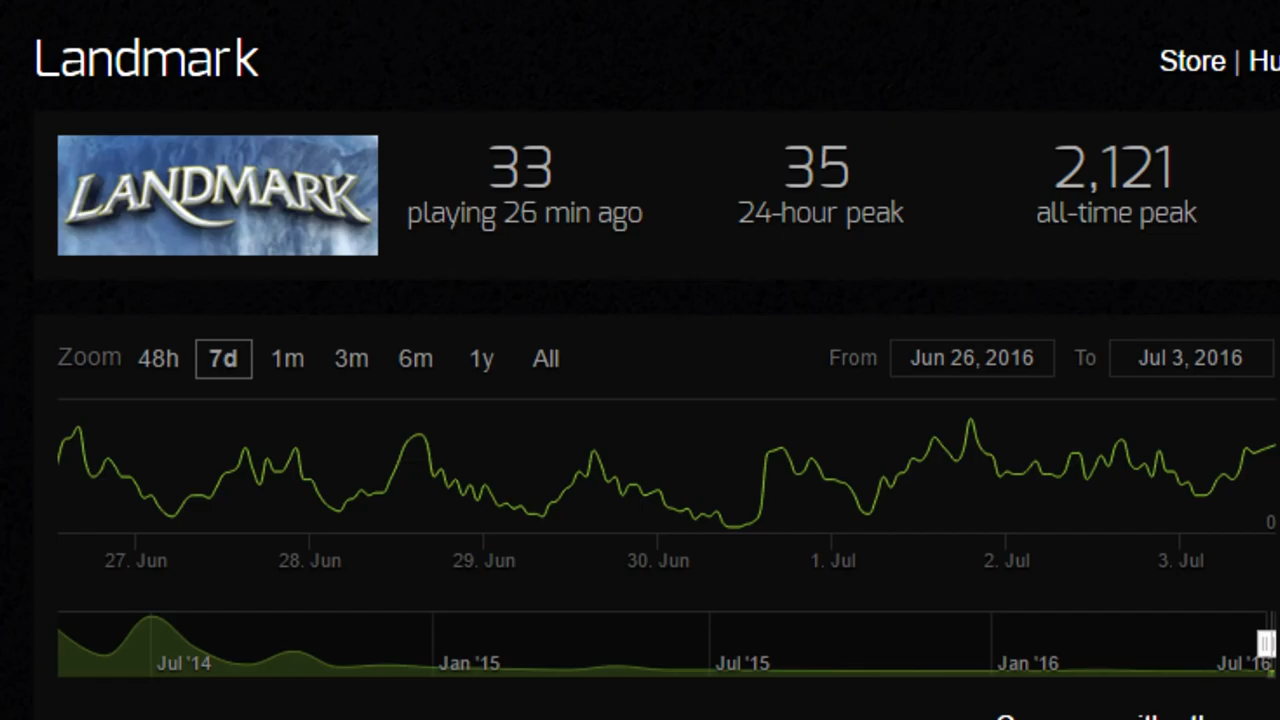 Landmark
Store | Hu
LANDMARK
33
playing 26 min ago
35
24-hour peak
2,121
all-time peak
Zoom 48h 7d 1m 3m 6m 1y All
From Jun 26, 2016 To Jul 3, 2016
0
27. Jun 28. Jun 29. Jun 30. Jun 1. Jul 2. Jul 3. Jul
Jul '14 Jan '15 Jul '15 Jan '16 Jul '16